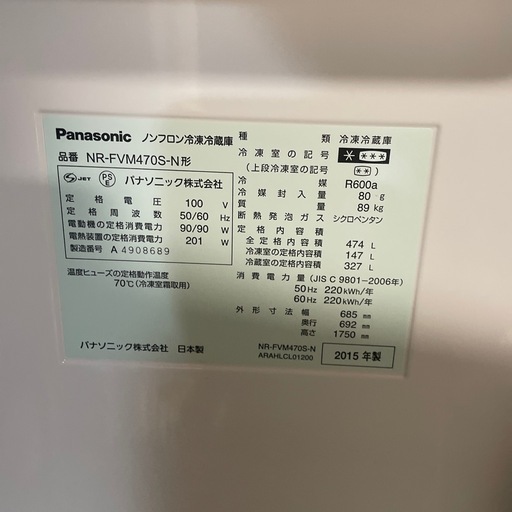 Panasonic ノンフロン冷凍冷蔵庫
品番 NR-FVM470S-N形
JET PSE パナソニック株式会社
定格電圧 100 V
定格周波数 50/60 Hz
電動機の定格消費電力 90/90 W
電熱装置の定格消費電力 201 W
製造番号 A 4908689
温度ヒューズの定格動作温度
70℃(冷凍室霜取用)
パナソニック株式会社 日本製
種類 冷凍冷蔵庫
冷凍室の記号 * ***
(上段冷凍室の記号) (**)
冷媒 R600a
冷媒封入量 80 g
質量 89 kg
断熱発泡ガス シクロペンタン
定格内容積
全定格内容積 474 L
冷凍室の定格内容積 147 L
冷蔵室の定格内容積 327 L
消費電力量 (JIS C 9801-2006年)
50Hz 220kWh/年
60Hz 220kWh/年
外形寸法 幅 685 mm
奥行 692 mm
高さ 1750 mm
NR-FVM470S-N
ARAHLCL01200
2015 年製